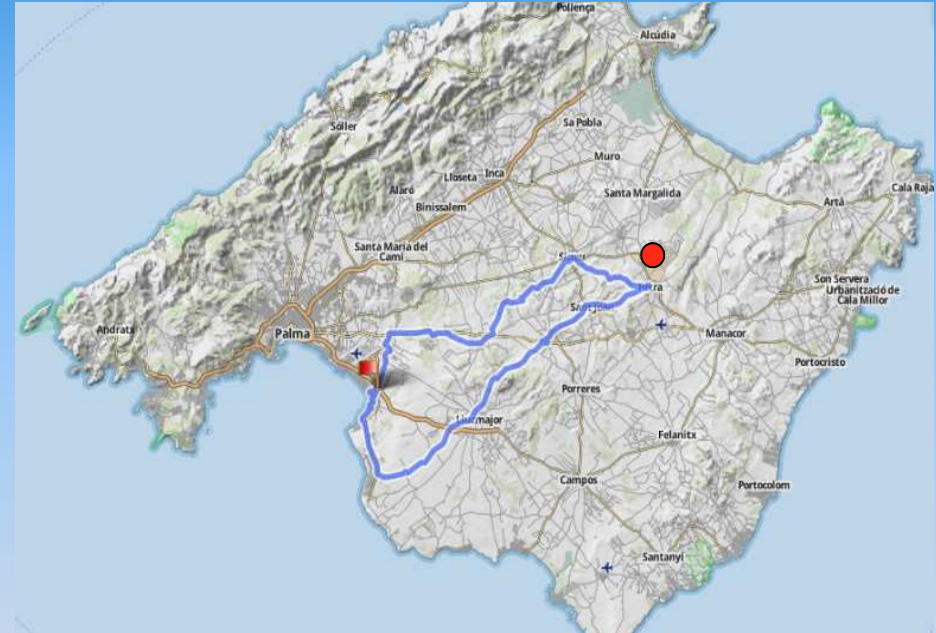 Pollença
Alcúdia
Sa Pobla
Sóller
Muro
Lloseta
Inca
Alaró
Santa Margalida
Binissalem
Artà
Cala Raja
Santa Maria del
Camí
Sineu
Son Servera
Urbanització de
Cala Millor
Petra
Sant Joan
Andratx
Palma
Manacor
Portocristo
Porreres
Llucmajor
Felanitx
Campos
Portocolom
Santanyí